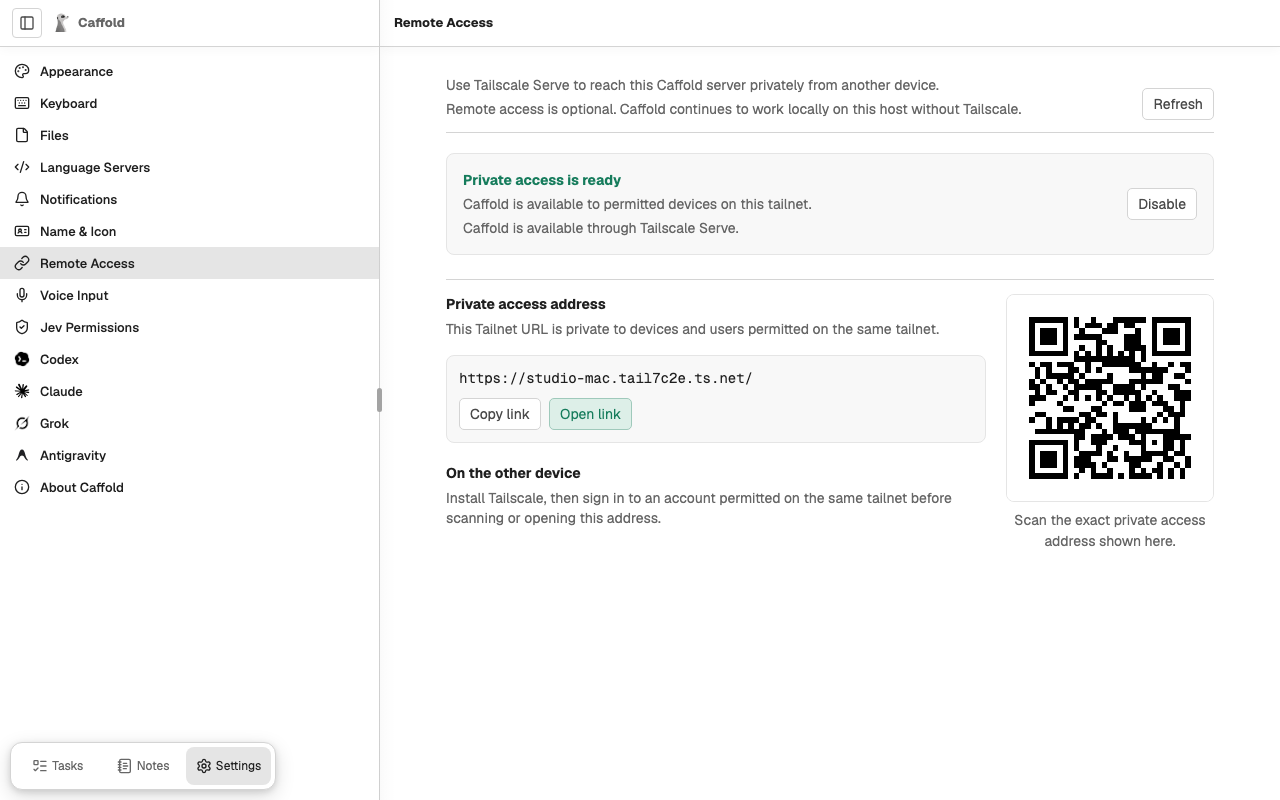 Caffold
Remote Access
Appearance
Keyboard
Files
Language Servers
Notifications
Name & Icon
Remote Access
Voice Input
Jev Permissions
Codex
Claude
Grok
Antigravity
About Caffold
Tasks
Notes
Settings
Use Tailscale Serve to reach this Caffold server privately from another device.
Remote access is optional. Caffold continues to work locally on this host without Tailscale.
Refresh
Private access is ready
Caffold is available to permitted devices on this tailnet.
Caffold is available through Tailscale Serve.
Disable
Private access address
This Tailnet URL is private to devices and users permitted on the same tailnet.
https://studio-mac.tail7c2e.ts.net/
Copy link
Open link
On the other device
Install Tailscale, then sign in to an account permitted on the same tailnet before
scanning or opening this address.
Scan the exact private access
address shown here.